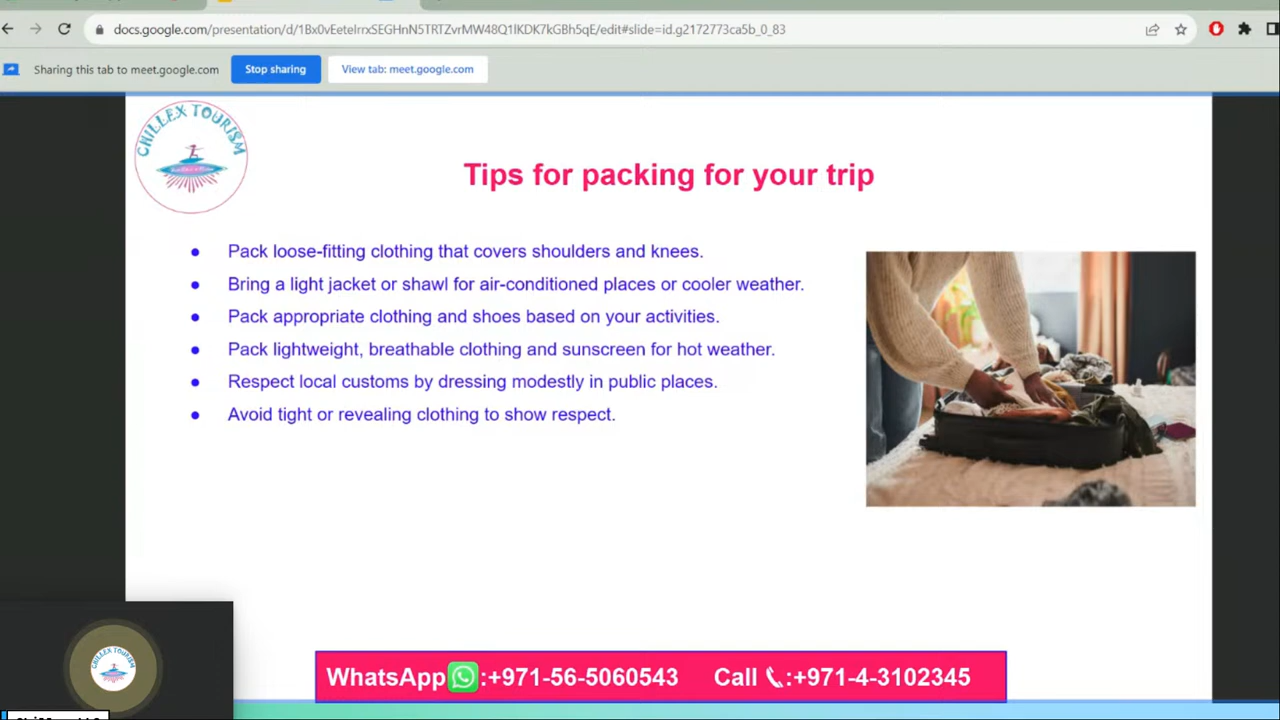 docs.google.com/presentation/d/1Bx0vEetelrrxSEGHnN5TRTZvrMW48Q1lKDK7kGBh5qE/edit#slide=id.g2172773ca5b_0_83
Sharing this tab to meet.google.com
Stop sharing
View tab: meet.google.com
CHILLEX TOURISM
Tips for packing for your trip
● Pack loose-fitting clothing that covers shoulders and knees.
● Bring a light jacket or shawl for air-conditioned places or cooler weather.
● Pack appropriate clothing and shoes based on your activities.
● Pack lightweight, breathable clothing and sunscreen for hot weather.
● Respect local customs by dressing modestly in public places.
● Avoid tight or revealing clothing to show respect.
CHILLEX TOURISM
WhatsApp :+971-56-5060543 Call :+971-4-3102345